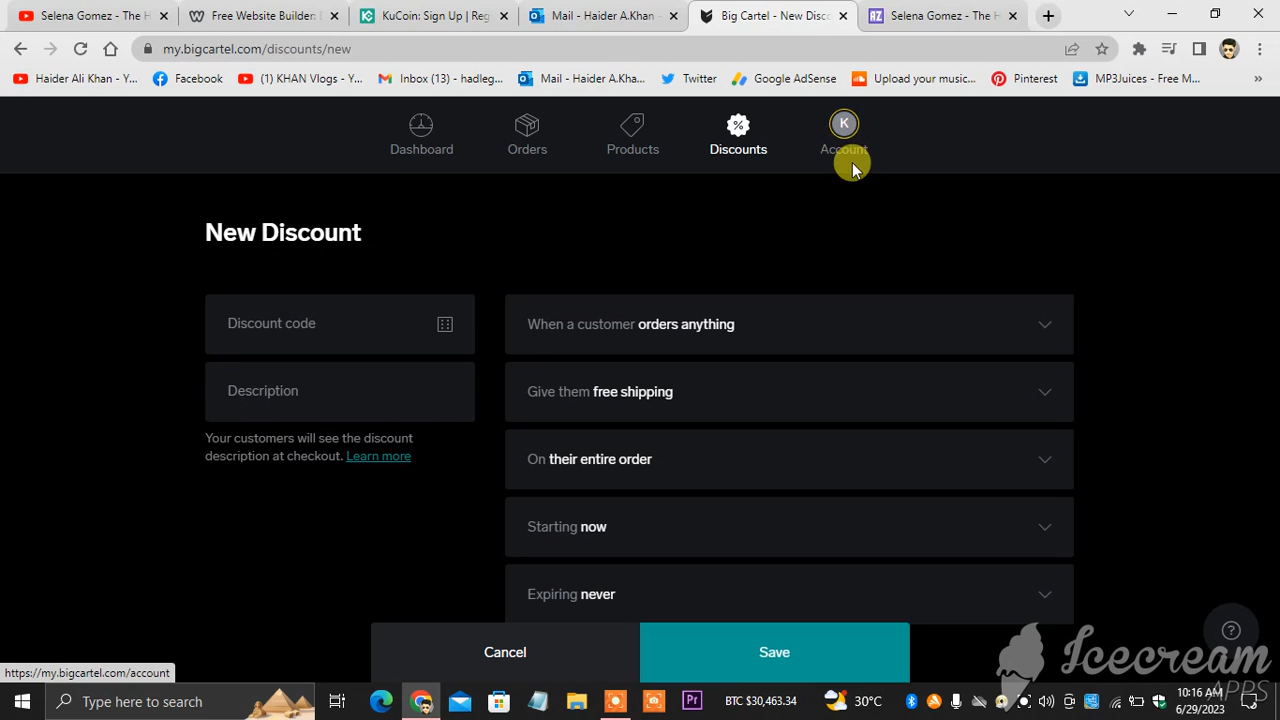 Selena Gomez - The H
Free Website Builder:
KuCoin: Sign Up | Reg
Mail - Haider A.Khan -
Big Cartel - New Disc
Selena Gomez - The H
my.bigcartel.com/discounts/new
Haider Ali Khan - Y...
Facebook
(1) KHAN Vlogs - Y...
Inbox (13) - hadleg...
Mail - Haider A.Kha...
Twitter
Google AdSense
Upload your music...
Pinterest
MP3Juices - Free M...
»
Dashboard
Orders
Products
Discounts
K
Account
New Discount
Discount code
Description
Your customers will see the discount
description at checkout. Learn more
When a customer orders anything
Give them free shipping
On their entire order
Starting now
Expiring never
Cancel
Save
https://my.bigcartel.com/account
Icecream
APPS
Type here to search
Pr
BTC $30,463.34
30°C
10:16 AM
6/29/2023